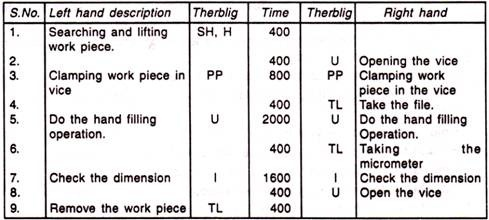 S.No. Left hand description Therblig Time Therblig Right hand
1. Searching and lifting SH, H 400
work piece.
2. 400 U Opening the vice
3. Clamping work piece in PP 800 PP Clamping work
vice piece in the vice
4. 400 TL Take the file.
5. Do the hand filling U 2000 U Do the hand filling
operation. Operation.
6. 400 TL Taking the
micrometer
7. Check the dimension I 1600 I Check the dimension
8. 400 U Open the vice
9. Remove the work piece TL 400